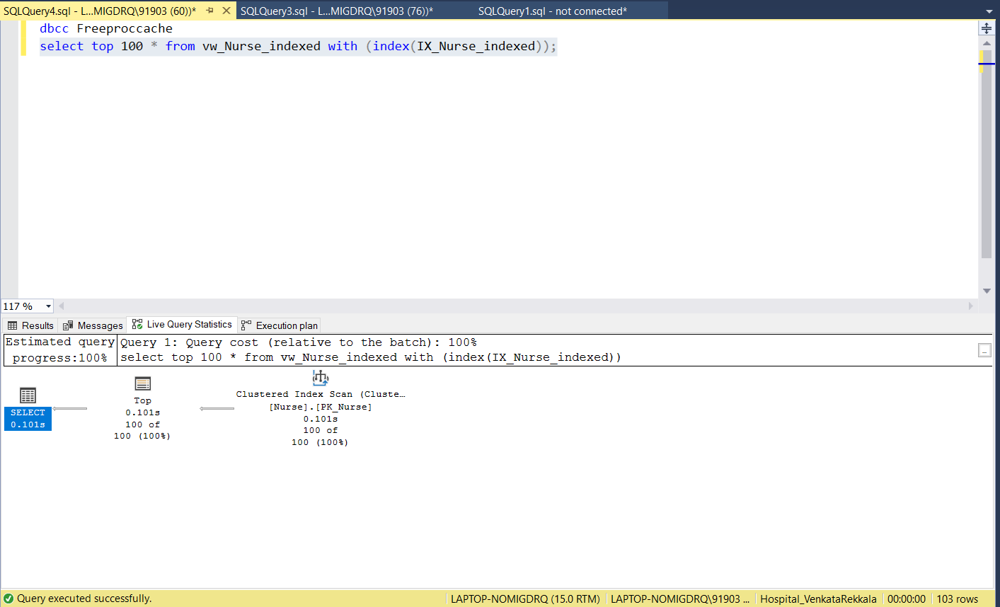 SQLQuery4.sql - L...MIGDRQ\91903 (60))* SQLQuery3.sql - L...MIGDRQ\91903 (76))* SQLQuery1.sql - not connected*
dbcc Freeproccache
select top 100 * from vw_Nurse_indexed with (index(IX_Nurse_indexed));
117 %
Results Messages Live Query Statistics Execution plan
Estimated query progress:100%
Query 1: Query cost (relative to the batch): 100%
select top 100 * from vw_Nurse_indexed with (index(IX_Nurse_indexed))
SELECT
0.101s
Top
0.101s
100 of
100 (100%)
Clustered Index Scan (Cluste…
[Nurse].[PK_Nurse]
0.101s
100 of
100 (100%)
Query executed successfully. LAPTOP-NOMIGDRQ (15.0 RTM) LAPTOP-NOMIGDRQ\91903 ... Hospital_VenkataRekkala 00:00:00 103 rows